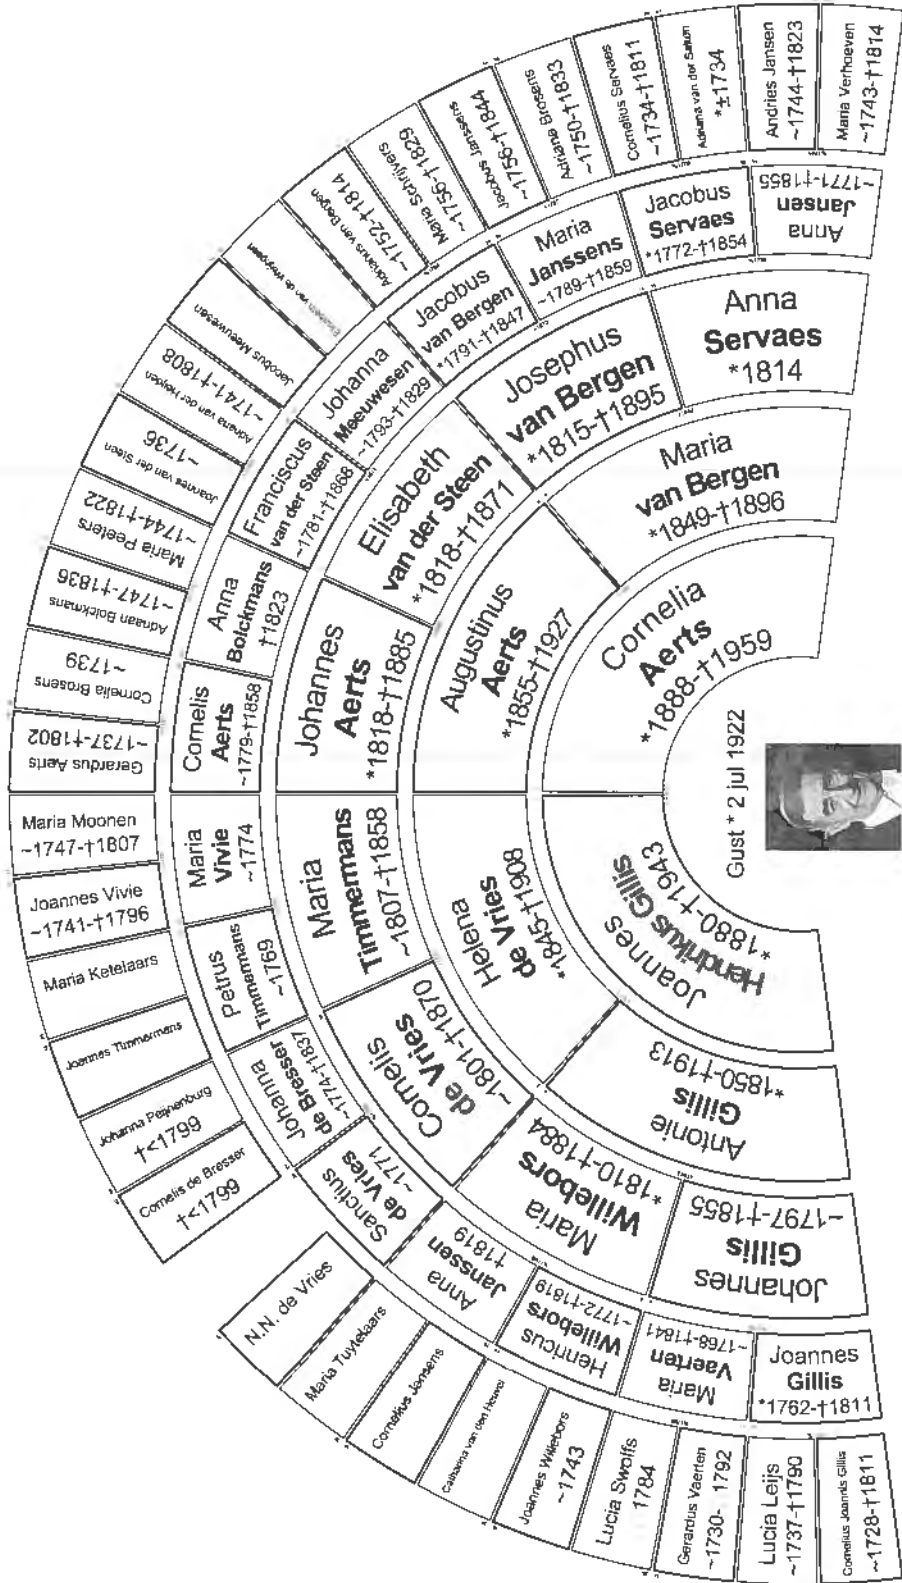 Gust * 2 jul 1922
Joannes
Hendrikus Gillis
*1880-†1943
Cornelia
Aerts
*1888-†1959
Antonie
Gillis
*1850-†1913
Helena
de Vries
*1845-†1908
Augustinus
Aerts
*1855-†1927
Maria
van Bergen
*1849-†1896
Johannes
Gillis
~1797-†1855
Maria
Willebors
*1810-†1884
Cornelis
de Vries
~1801-†1870
Maria
Timmermans
~1807-†1858
Johannes
Aerts
*1818-†1885
Elisabeth
van der Steen
*1818-†1871
Josephus
van Bergen
*1815-†1895
Anna
Servaes
*1814
Joannes
Gillis
*1762-†1811
Maria
Vaerten
~1768-†1841
Henricus
Willebors
~1772-†1819
Anna
Janssen
†1819
Sanctius
de Vries
~1771
Johanna
de Bresser
~1774-†1837
Petrus
Timmermans
~1769
Maria
Vivie
~1774
Cornelis
Aerts
~1779-†1858
Anna
Bolckmans
†1823
Franciscus
van der Steen
~1781-†1868
Johanna
Meeuwesen
~1793-†1829
Jacobus
van Bergen
*1791-†1847
Maria
Janssens
~1789-†1859
Jacobus
Servaes
*1772-†1854
Anna
Jansen
~1771-†1855
Cornelius Joannis Gillis
~1728-†1811
Lucia Leijs
~1737-†1790
Gerardus Vaerten
~1730- 1792
Lucia Swolfs
1784
Joannes Willebors
~1743
Catharina van den Heuvel
Cornelius Jansens
Maria Tuytelaars
N.N. de Vries
Cornelis de Bresser
†<1799
Johanna Peijnenburg
†<1799
Joannes Timmermans
Maria Ketelaars
Joannes Vivie
~1741-†1796
Maria Moonen
~1747-†1807
Gerardus Aerts
~1737-†1802
Cornelia Brosens
~1739
Adriaan Bolckmans
~1747-†1836
Maria Peeters
~1744-†1822
Joannes van der Steen
~1736
Adriana van der Heyden
~1741-†1808
Jacobus Meeuwesen
Elisabeth van de
Adrianus van Bergen
~1752-†1814
Maria Schrijvers
~1756-†1829
Jacobus Janssens
~1756-†1844
Adriana Brosens
~1750-†1833
Cornelius Servaes
~1734-†1811
Adriana van der
*±1734
Andries Jansen
~1744-†1823
Maria Verhoeven
~1743-†1814